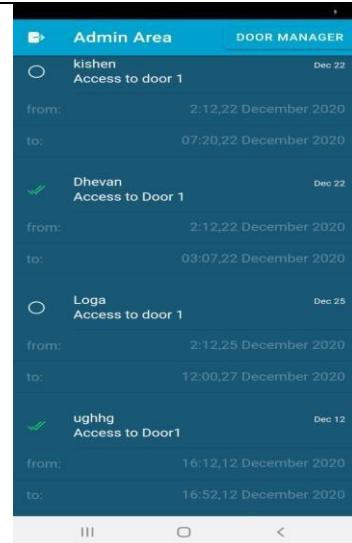 Admin Area DOOR MANAGER
kishen Dec 22
Access to door 1
from: 2:12,22 December 2020
to: 07:20,22 December 2020
Dhevan Dec 22
Access to Door 1
from: 2:12,22 December 2020
to: 03:07,22 December 2020
Loga Dec 25
Access to door 1
from: 2:12,25 December 2020
to: 12:00,27 December 2020
ughhg Dec 12
Access to Door1
from: 16:12,12 December 2020
to: 16:52,12 December 2020